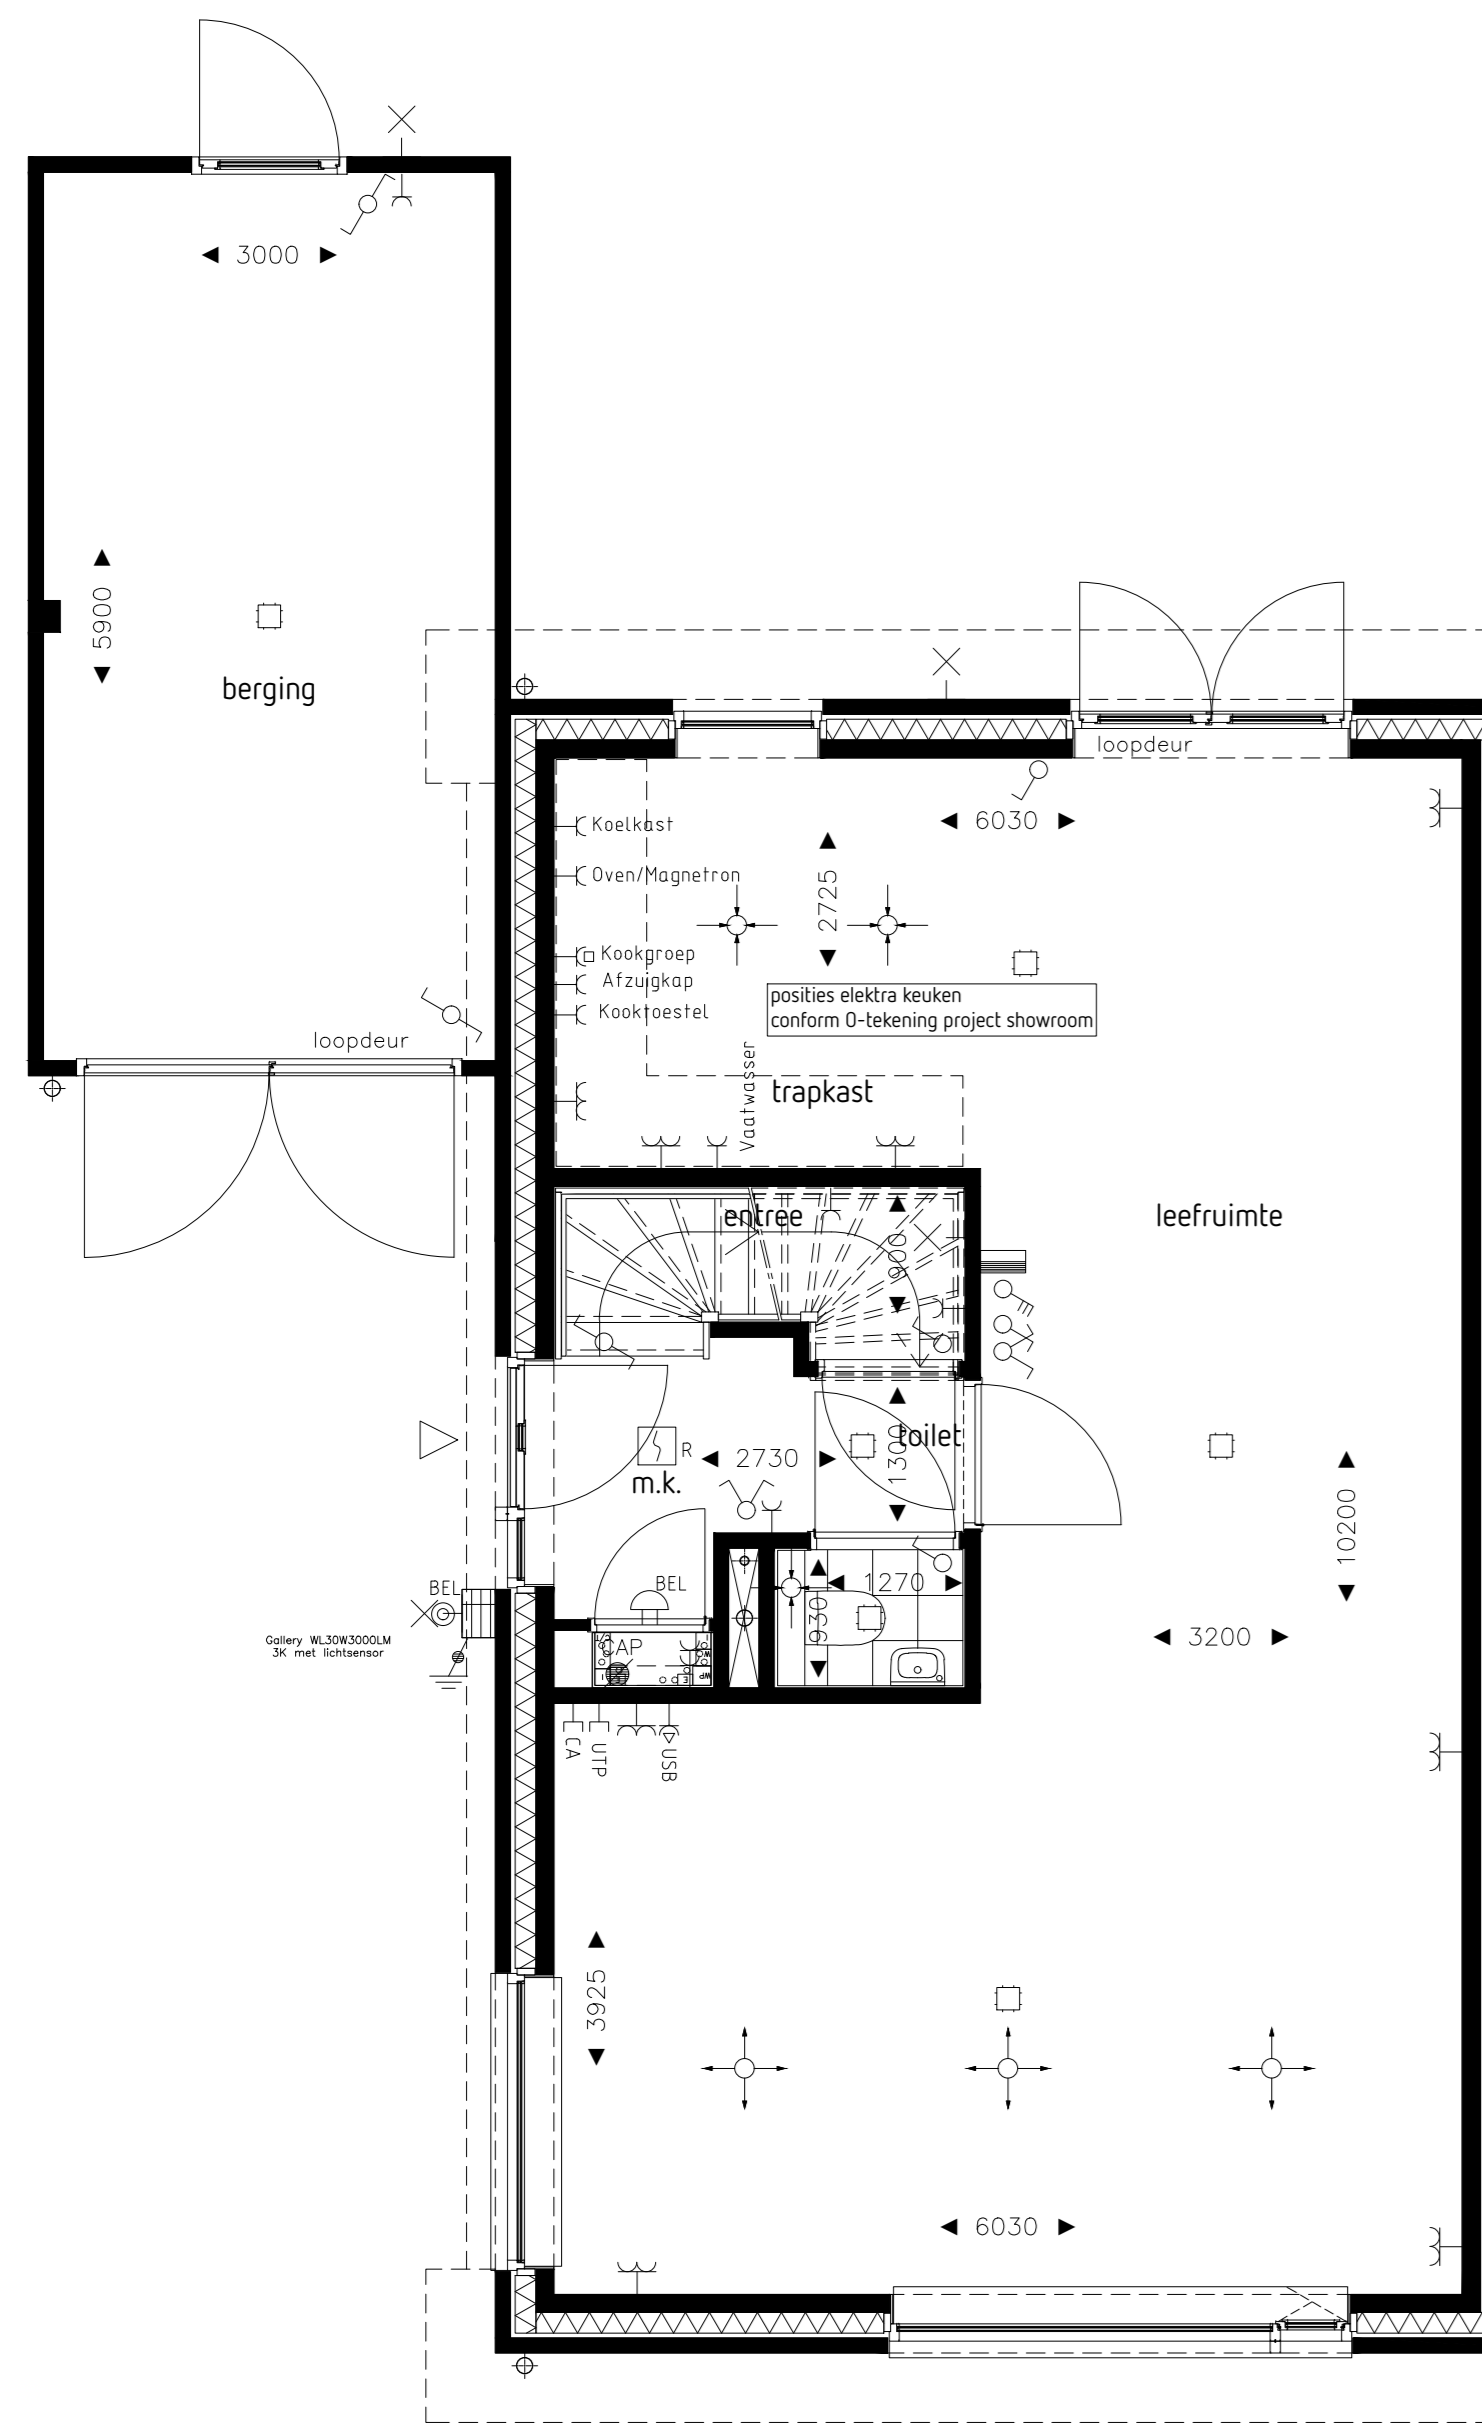 3000
5900
berging
loopdeur
loopdeur
6030
Koelkast
2725
Oven/Magnetron
Kookgroep
Afzuigkap
Kooktoestel
posities elektra keuken
conform 0-tekening project showroom
Vaatwasser
trapkast
entree
900
leefruimte
toilet
1300
R
2730
m.k.
10200
BEL
BEL
1270
930
Gallery WL30W3000LM
3K met lichtsensor
CAP
WP
E
3200
CA
UTP
USB
3925
6030